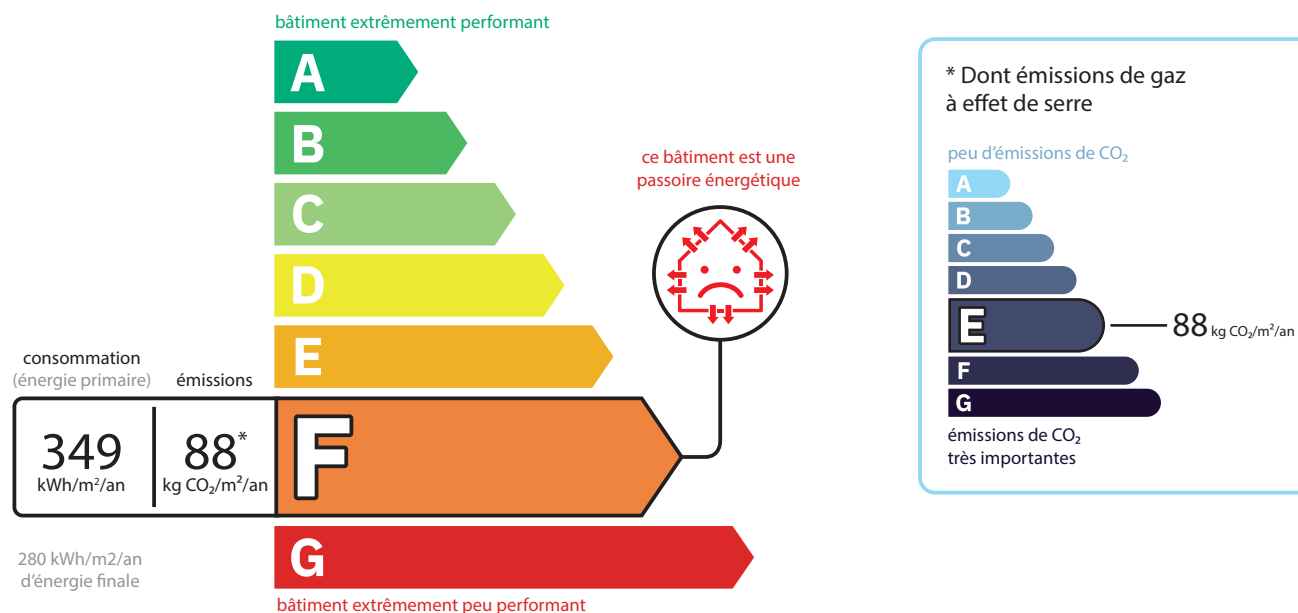 bâtiment extrêmement performant
A
B
C
D
E
consommation
(énergie primaire)
émissions
349
kWh/m²/an
88*
kg CO₂/m²/an
F
280 kWh/m2/an
d'énergie finale
G
bâtiment extrêmement peu performant
ce bâtiment est une
passoire énergétique
* Dont émissions de gaz
à effet de serre
peu d'émissions de CO₂
A
B
C
D
E
88 kg CO₂/m²/an
F
G
émissions de CO₂
très importantes